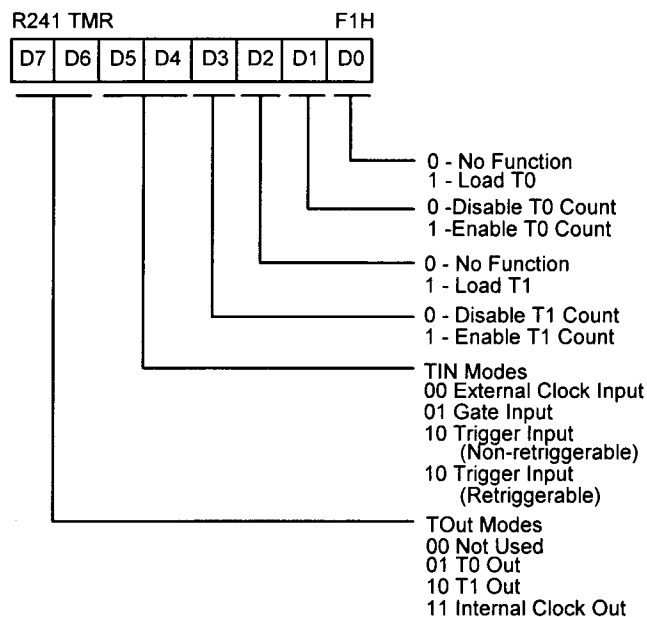 R241 TMR F1H
D7 D6 D5 D4 D3 D2 D1 D0
0 - No Function
1 - Load T0
0 -Disable T0 Count
1 -Enable T0 Count
0 - No Function
1 - Load T1
0 - Disable T1 Count
1 - Enable T1 Count
TIN Modes
00 External Clock Input
01 Gate Input
10 Trigger Input
(Non-retriggerable)
10 Trigger Input
(Retriggerable)
TOut Modes
00 Not Used
01 T0 Out
10 T1 Out
11 Internal Clock Out